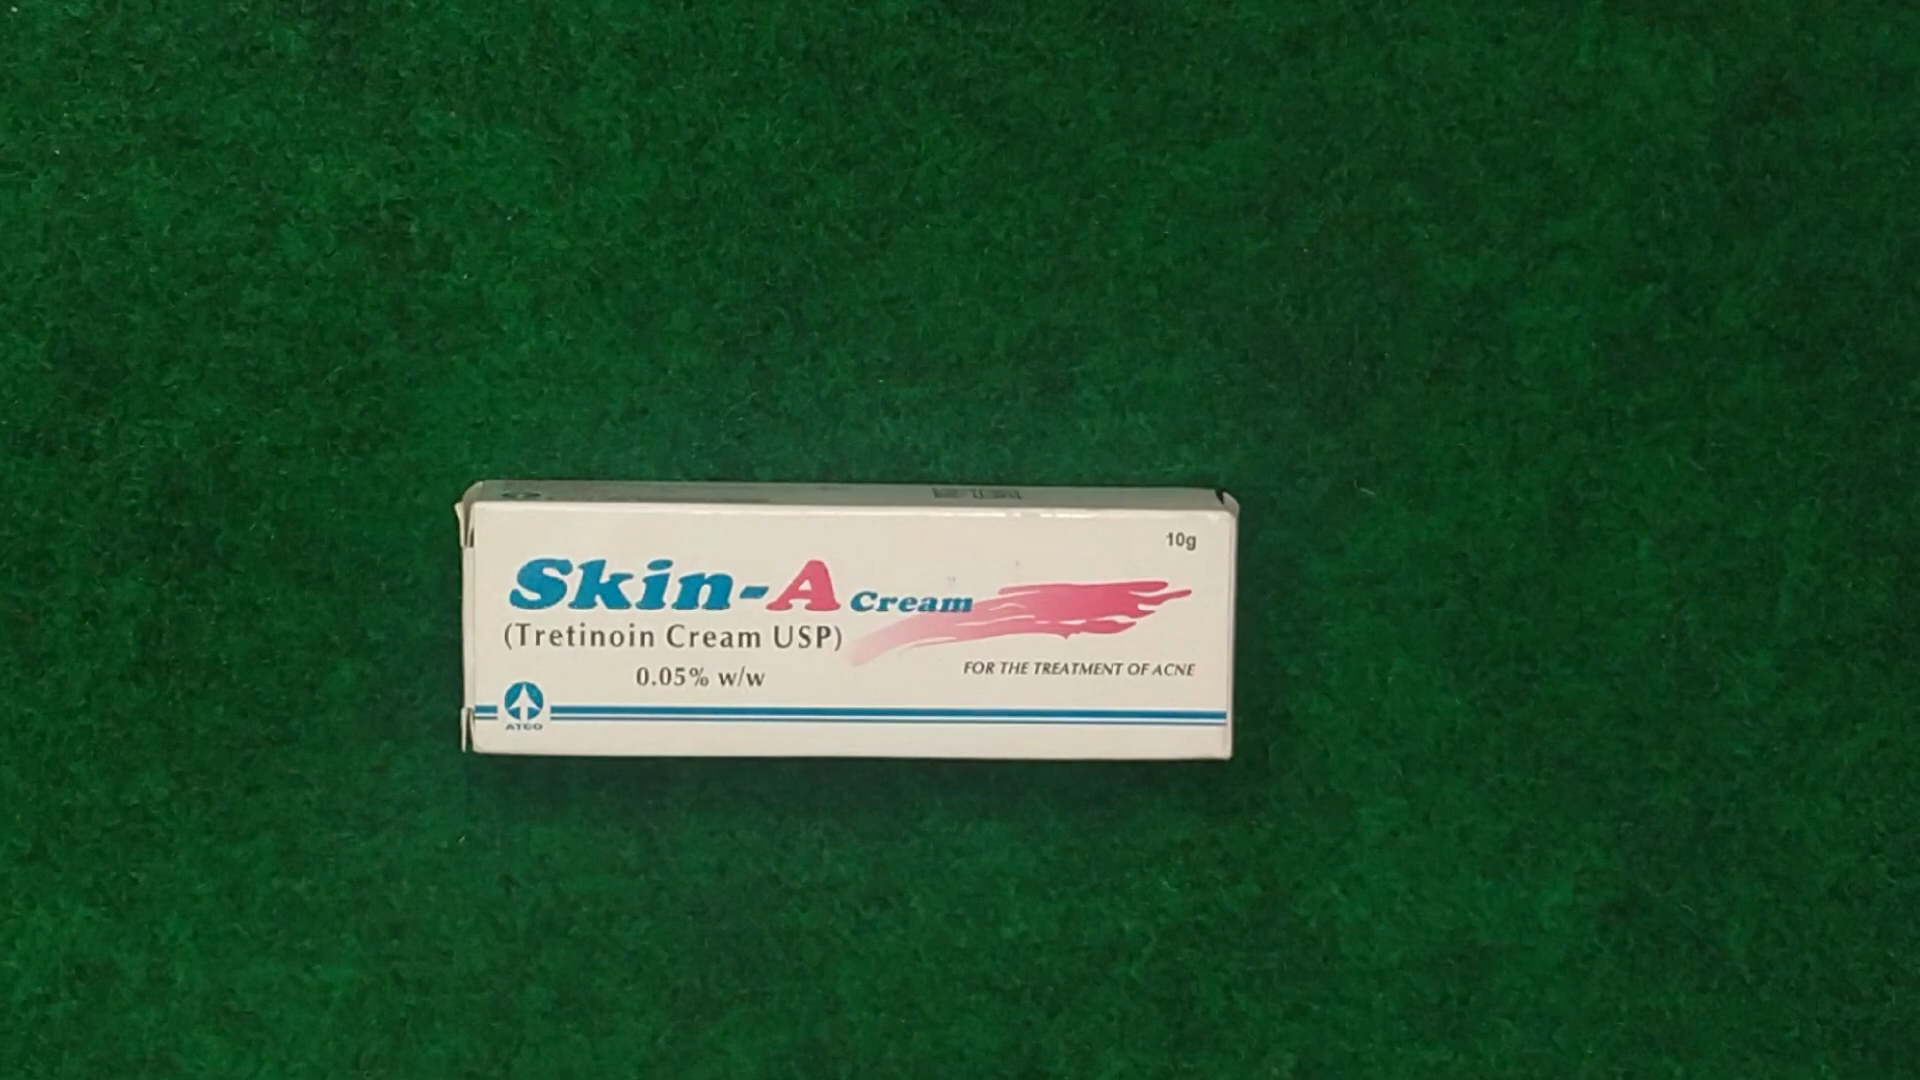 10g
Skin-A Cream
(Tretinoin Cream USP)
0.05% w/w
FOR THE TREATMENT OF ACNE
ATCO